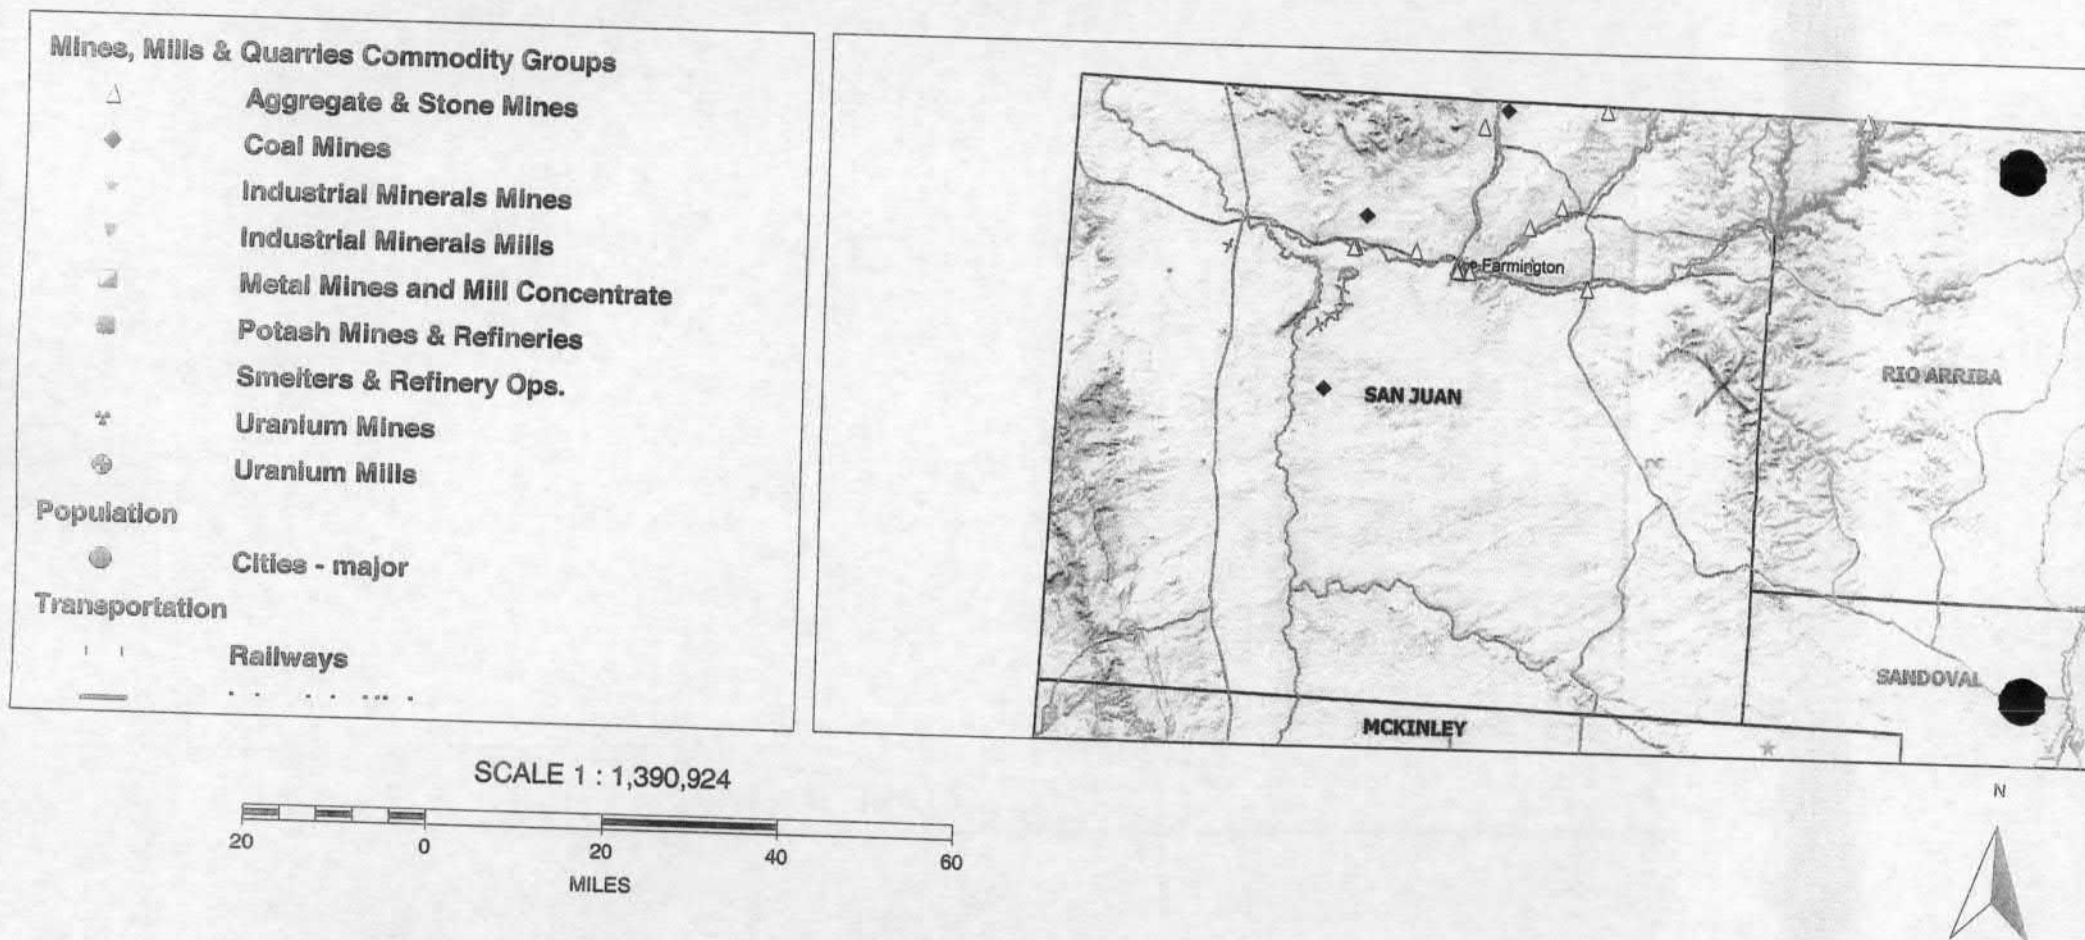 Mines, Mills & Quarries Commodity Groups
Aggregate & Stone Mines
Coal Mines
Industrial Minerals Mines
Industrial Minerals Mills
Metal Mines and Mill Concentrate
Potash Mines & Refineries
Smelters & Refinery Ops.
Uranium Mines
Uranium Mills
Population
Cities - major
Transportation
Railways
SCALE 1 : 1,390,924
20 0 20 40 60
MILES
Farmington
SAN JUAN
RIO ARRIBA
SANDOVAL
MCKINLEY
N